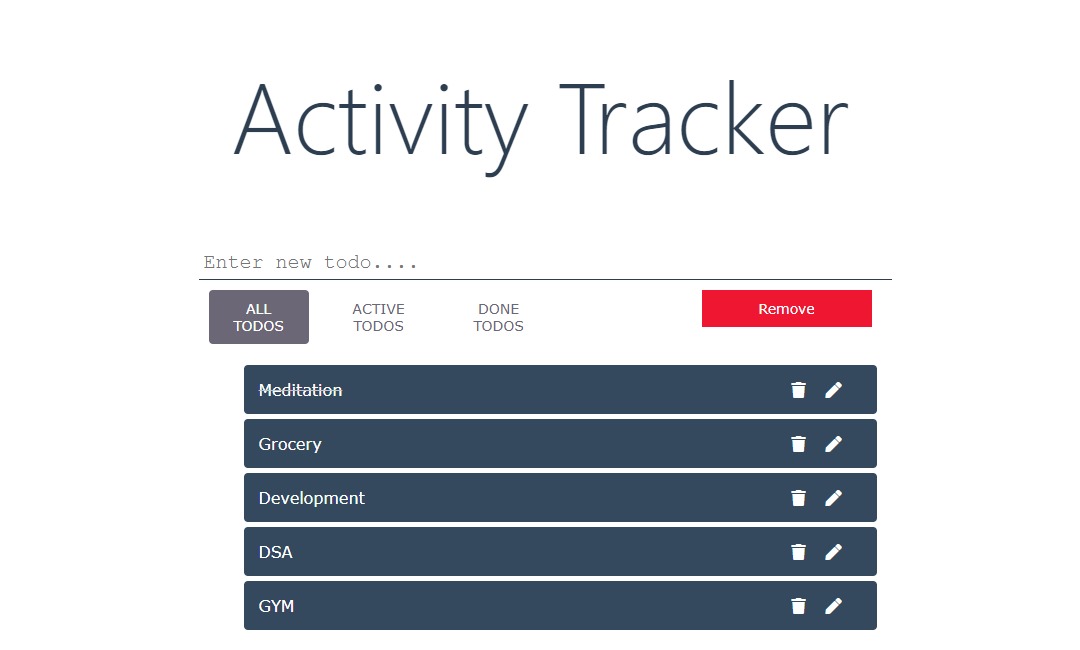 Activity Tracker
Enter new todo....
ALL
TODOS
ACTIVE
TODOS
DONE
TODOS
Remove
Meditation
Grocery
Development
DSA
GYM